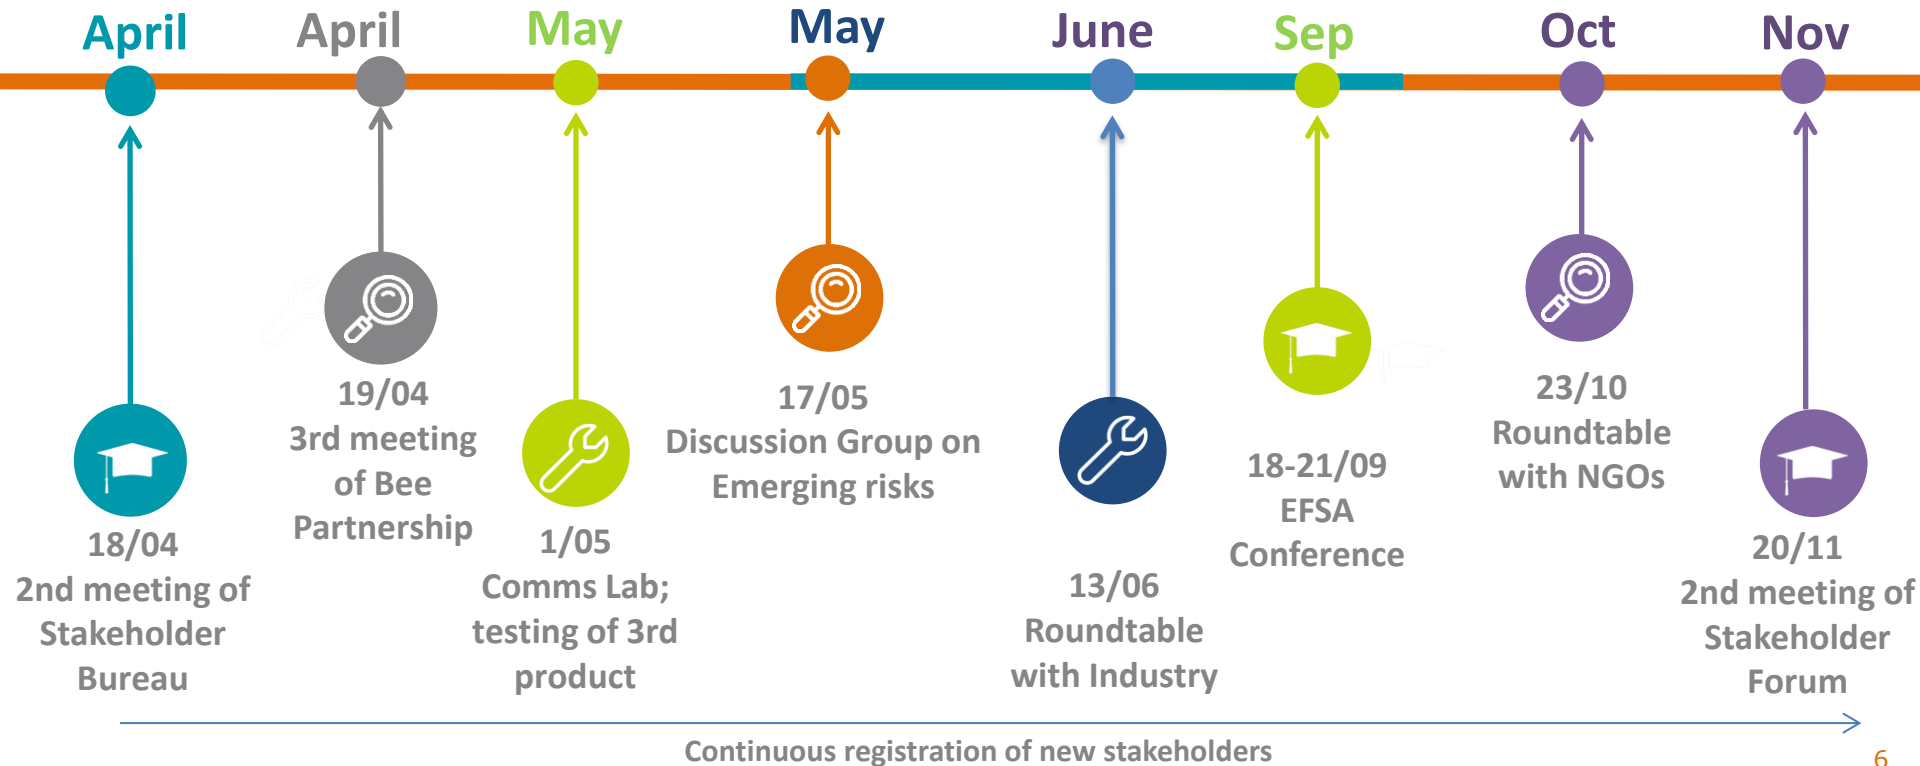 April
April
May
May
June
Sep
Oct
Nov
18/04
2nd meeting of
Stakeholder
Bureau
19/04
3rd meeting
of Bee
Partnership
1/05
Comms Lab;
testing of 3rd
product
17/05
Discussion Group on
Emerging risks
13/06
Roundtable
with Industry
18-21/09
EFSA
Conference
23/10
Roundtable
with NGOs
20/11
2nd meeting of
Stakeholder
Forum
Continuous registration of new stakeholders
6